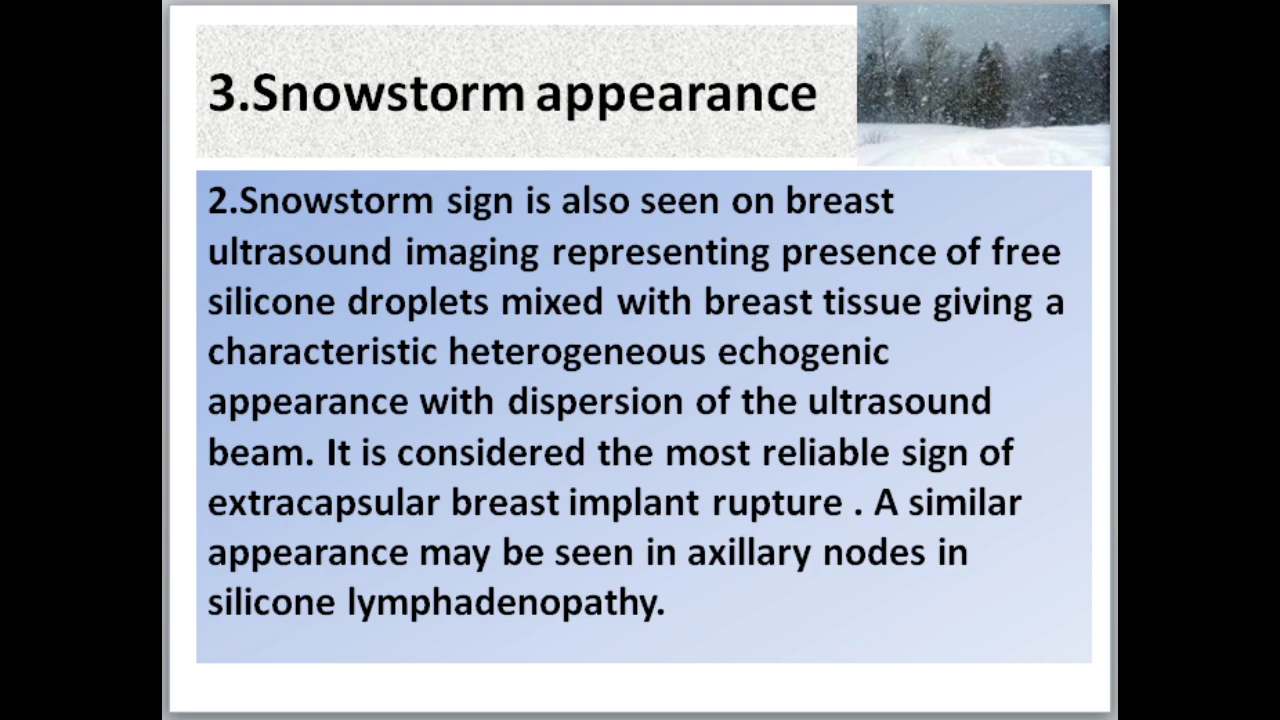 3.Snowstorm appearance
2.Snowstorm sign is also seen on breast
ultrasound imaging representing presence of free
silicone droplets mixed with breast tissue giving a
characteristic heterogeneous echogenic
appearance with dispersion of the ultrasound
beam. It is considered the most reliable sign of
extracapsular breast implant rupture . A similar
appearance may be seen in axillary nodes in
silicone lymphadenopathy.